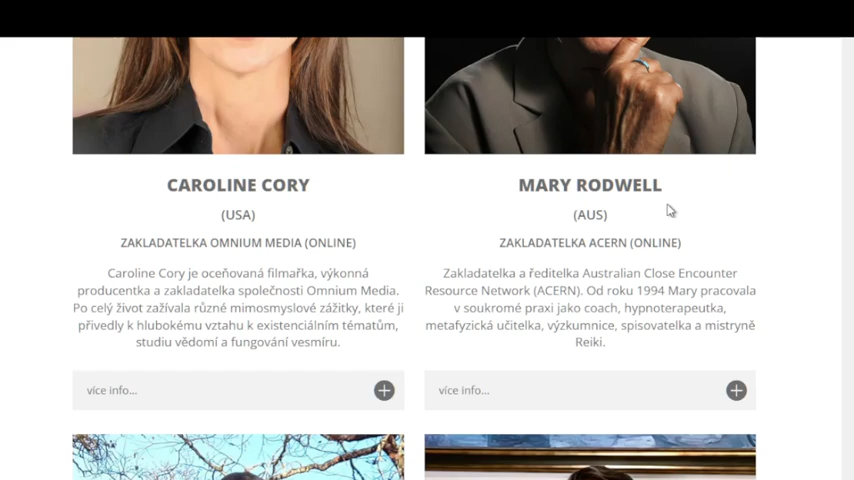 CAROLINE CORY
(USA)
ZAKLADATELKA OMNIUM MEDIA (ONLINE)
Caroline Cory je oceňovaná filmařka, výkonná
producentka a zakladatelka společnosti Omnium Media.
Po celý život zažívala různé mimosmyslové zážitky, které ji
přivedly k hlubokému vztahu k existenciálním tématům,
studiu vědomí a fungování vesmíru.
více info...
MARY RODWELL
(AUS)
ZAKLADATELKA ACERN (ONLINE)
Zakladatelka a ředitelka Australian Close Encounter
Resource Network (ACERN). Od roku 1994 Mary pracovala
v soukromé praxi jako coach, hypnoterapeutka,
metafyzická učitelka, výzkumnice, spisovatelka a mistryně
Reiki.
více info...